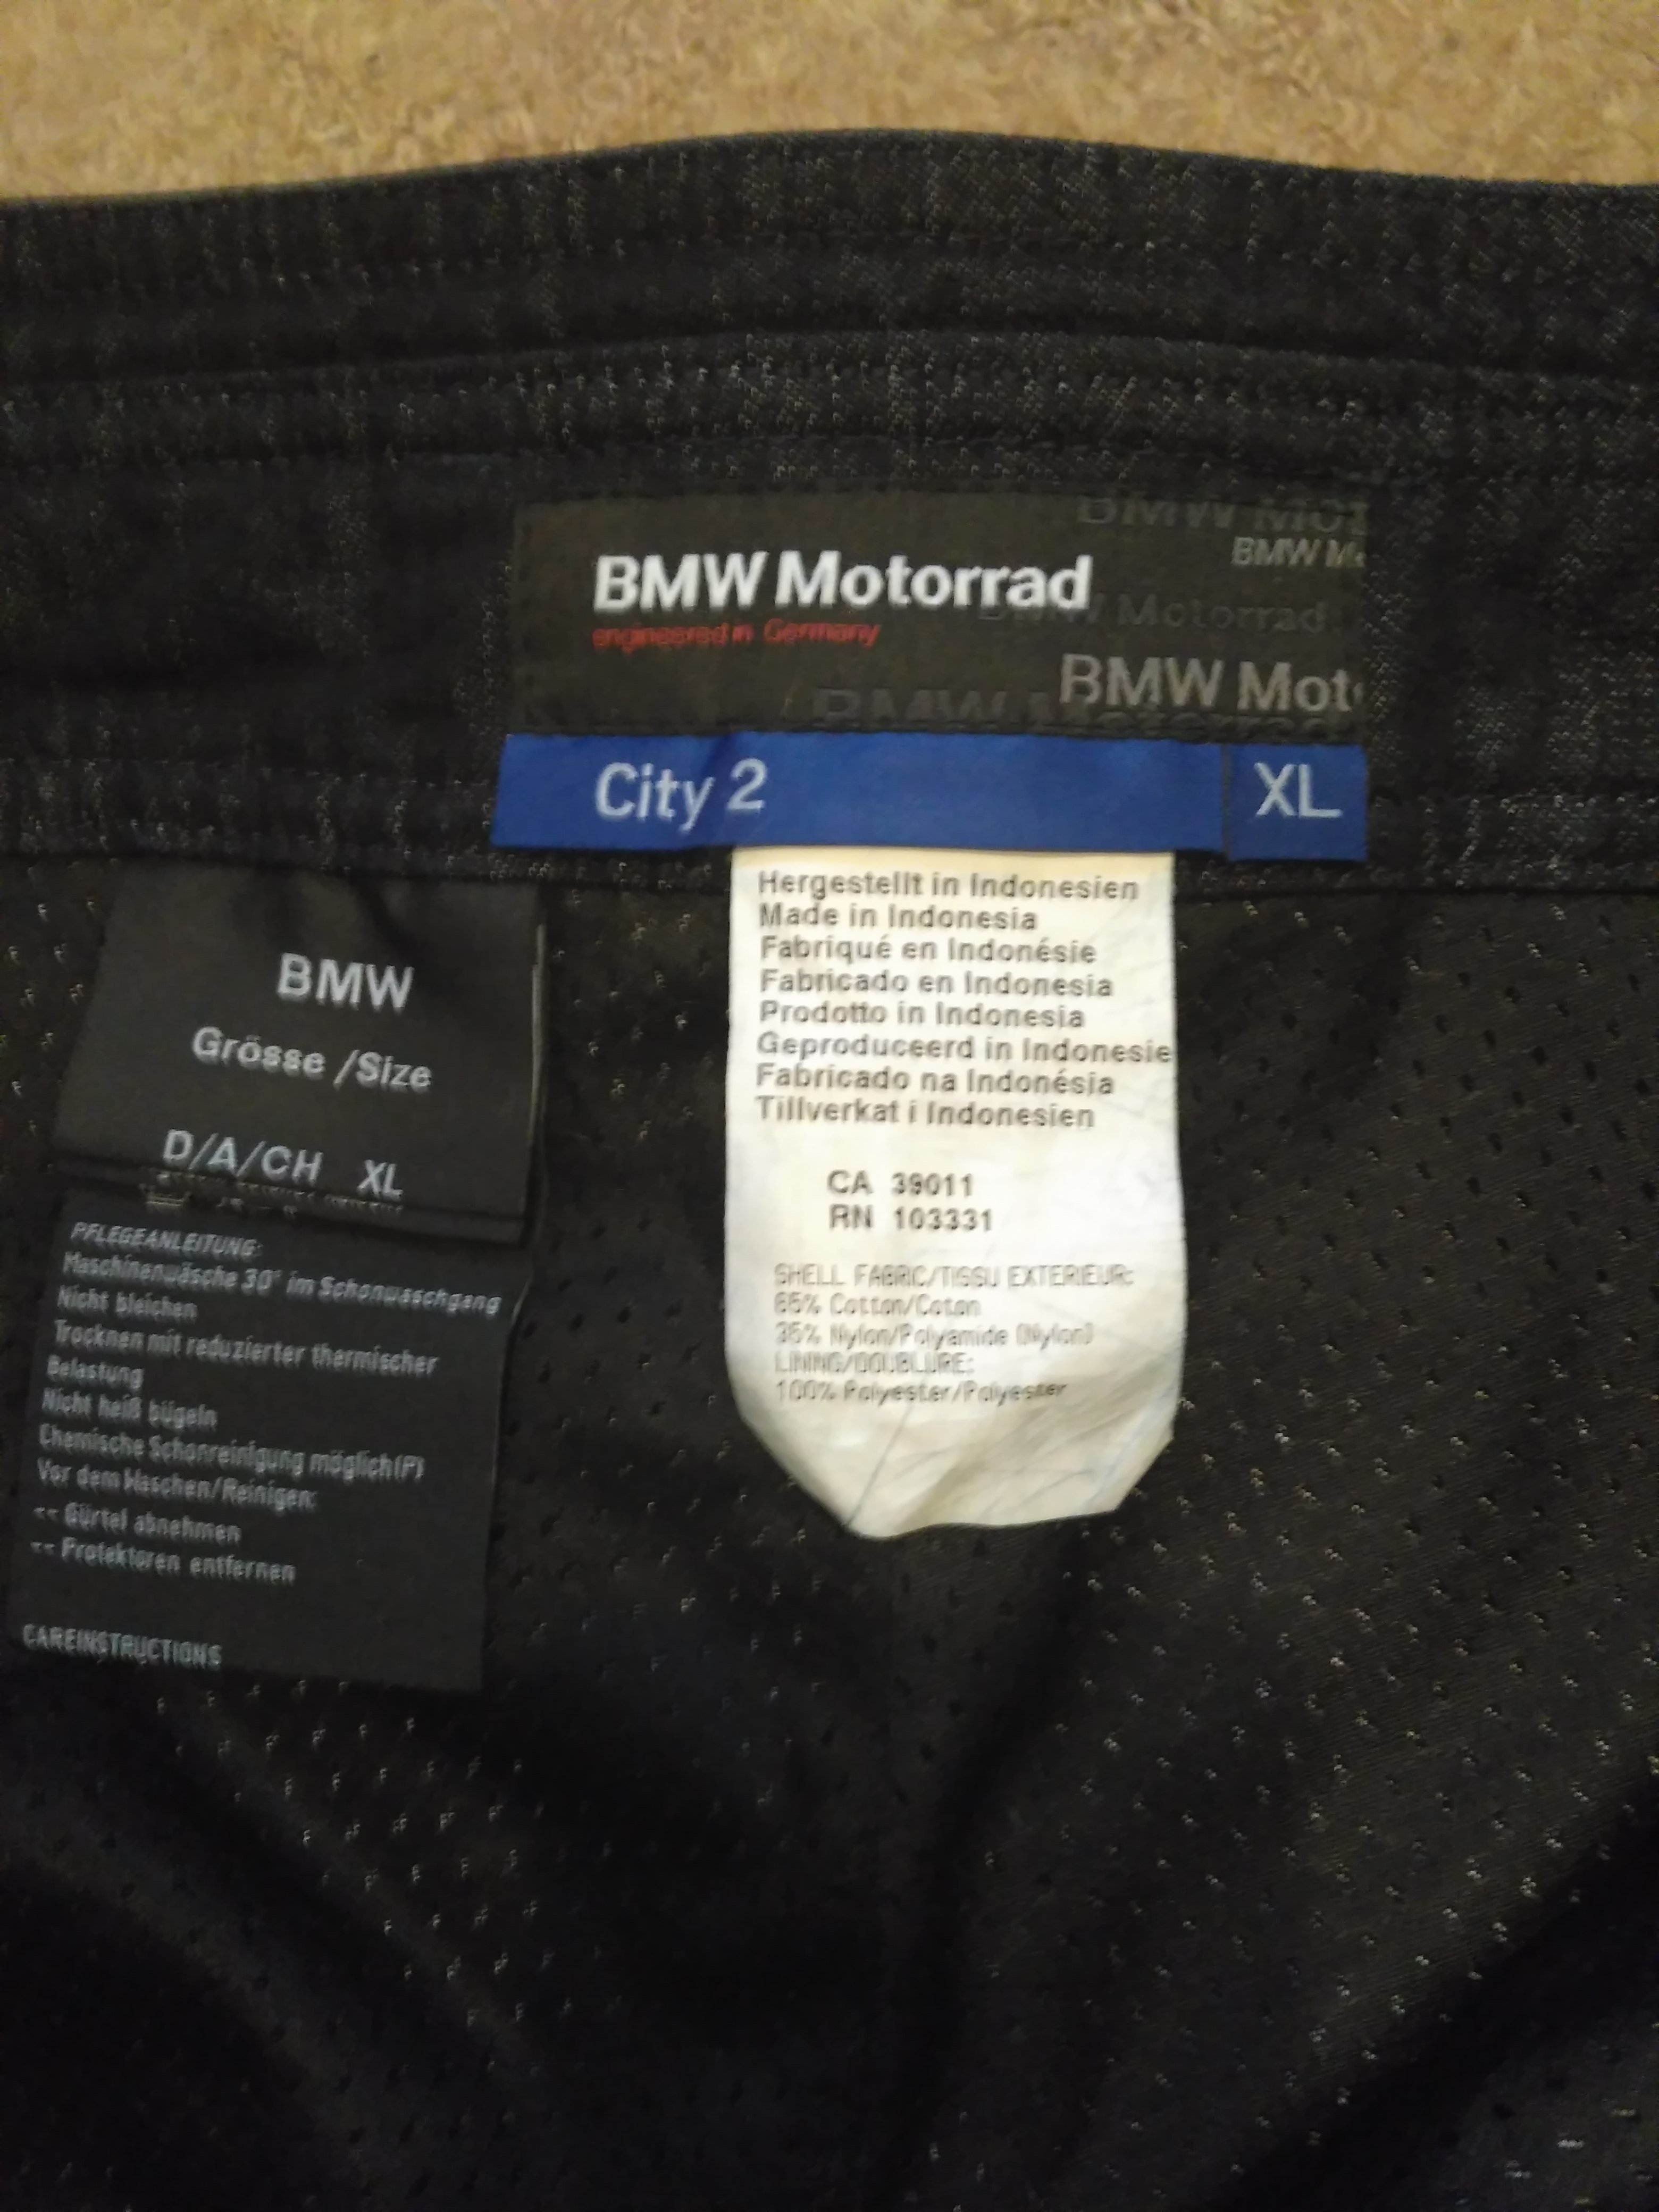 BMW Mot
BMW M
BMW Motorrad
W Motorrad
engineered in Germany
BMW Mot
BMW Motorrad
City 2 XL
Hergestellt in Indonesien
Made in Indonesia
Fabriqué en Indonésie
Fabricado en Indonesia
Prodotto in Indonesia
Geproduceerd in Indonesie
Fabricado na Indonésia
Tillverkat i Indonesien
CA 39011
RN 103331
SHELL FABRIC/TISSU EXTERIEUR:
65% Cotton/Coton
35% Nylon/Polyamide (Nylon)
LINING/DOUBLURE:
100% Polyester/Polyester
BMW
Grösse /Size
D/A/CH XL
PFLEGEANLEITUNG:
Maschinenwäsche 30° im Schonwaschgang
Nicht bleichen
Trocknen mit reduzierter thermischer
Belastung
Nicht heiß bügeln
Chemische Schonreinigung möglich(P)
Vor dem Waschen/Reinigen:
-- Gürtel abnehmen
-- Protektoren entfernen
CAREINSTRUCTIONS